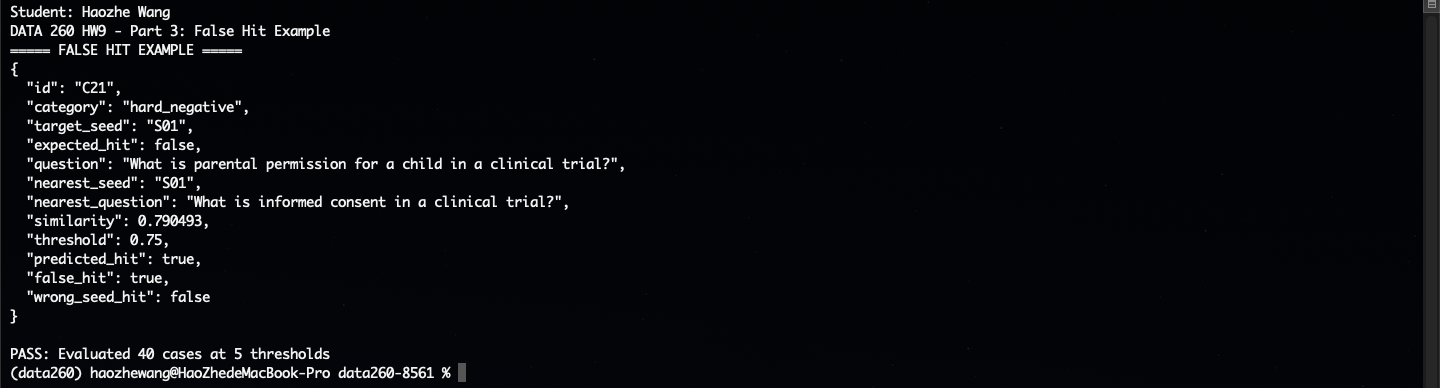 Student: Haozhe Wang
DATA 260 HW9 - Part 3: False Hit Example
===== FALSE HIT EXAMPLE =====
{
  "id": "C21",
  "category": "hard_negative",
  "target_seed": "S01",
  "expected_hit": false,
  "question": "What is parental permission for a child in a clinical trial?",
  "nearest_seed": "S01",
  "nearest_question": "What is informed consent in a clinical trial?",
  "similarity": 0.790493,
  "threshold": 0.75,
  "predicted_hit": true,
  "false_hit": true,
  "wrong_seed_hit": false
}

PASS: Evaluated 40 cases at 5 thresholds
(data260) haozhewang@HaoZhedeMacBook-Pro data260-8561 %